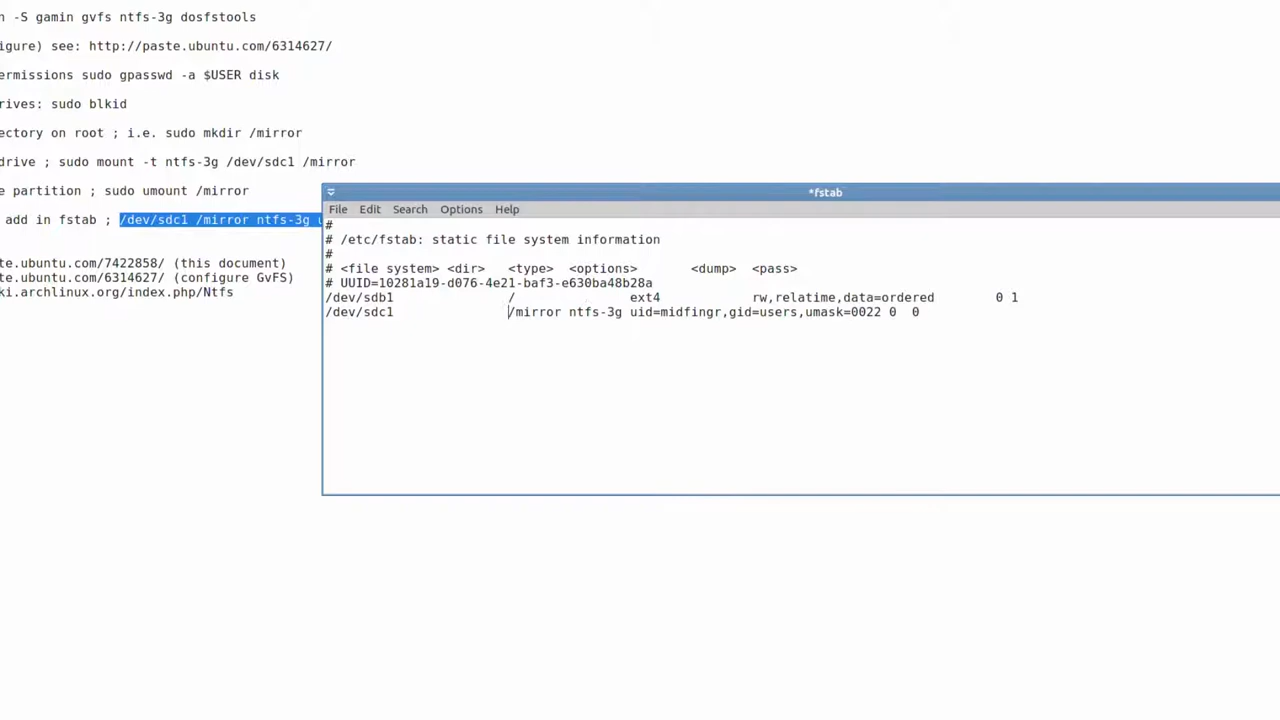 n -S gamin gvfs ntfs-3g dosfstools
igure) see: http://paste.ubuntu.com/6314627/
ermissions sudo gpasswd -a $USER disk
rives: sudo blkid
ectory on root ; i.e. sudo mkdir /mirror
drive ; sudo mount -t ntfs-3g /dev/sdc1 /mirror
e partition ; sudo umount /mirror
add in fstab ; /dev/sdc1 /mirror ntfs-3g u
te.ubuntu.com/7422858/ (this document)
te.ubuntu.com/6314627/ (configure GvFS)
ki.archlinux.org/index.php/Ntfs
*fstab
File Edit Search Options Help
#
# /etc/fstab: static file system information
#
# <file system> <dir> <type> <options> <dump> <pass>
# UUID=10281a19-d076-4e21-baf3-e630ba48b28a
/dev/sdb1 / ext4 rw,relatime,data=ordered 0 1
/dev/sdc1 /mirror ntfs-3g uid=midfingr,gid=users,umask=0022 0 0